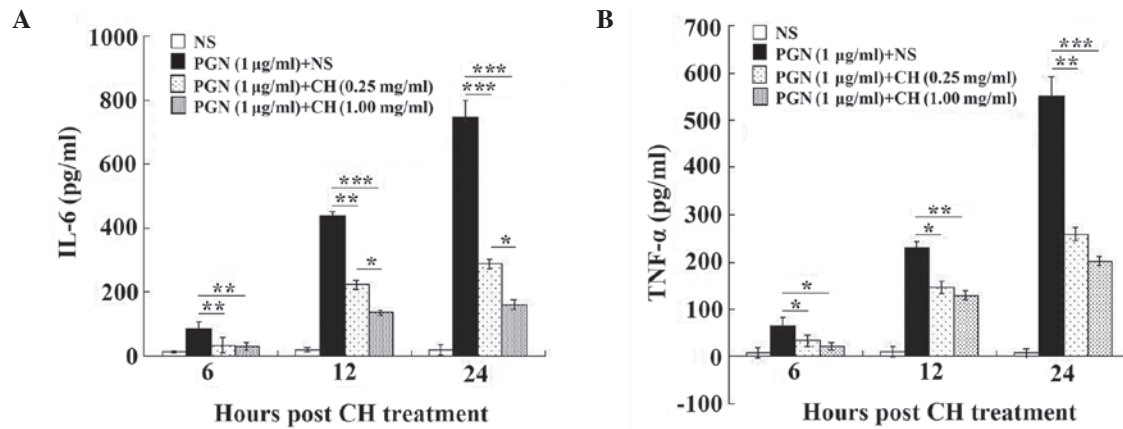 A
IL-6 (pg/ml)
1000
800
600
400
200
0
NS
PGN (1 µg/ml)+NS
PGN (1 µg/ml)+CH (0.25 mg/ml)
PGN (1 µg/ml)+CH (1.00 mg/ml)
**
**
***
**
*
***
***
*
6 12 24
Hours post CH treatment
B
TNF-α (pg/ml)
700
600
500
400
300
200
100
0
-100
NS
PGN (1 µg/ml)+NS
PGN (1 µg/ml)+CH (0.25 mg/ml)
PGN (1 µg/ml)+CH (1.00 mg/ml)
*
*
**
*
***
**
6 12 24
Hours post CH treatment